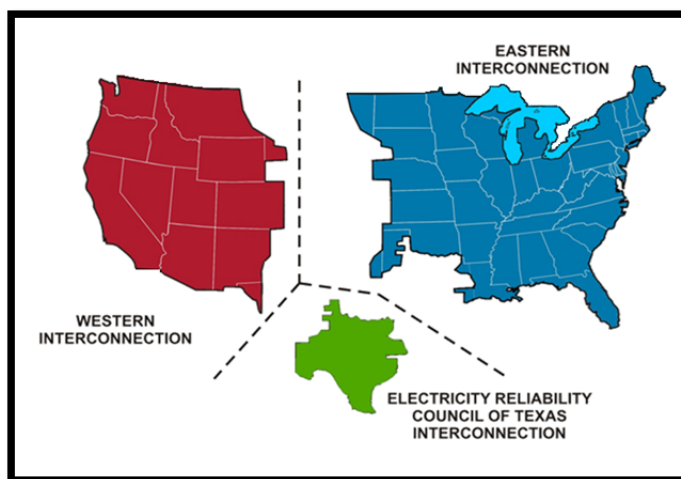 EASTERN
INTERCONNECTION
WESTERN
INTERCONNECTION
ELECTRICITY RELIABILITY
COUNCIL OF TEXAS
INTERCONNECTION